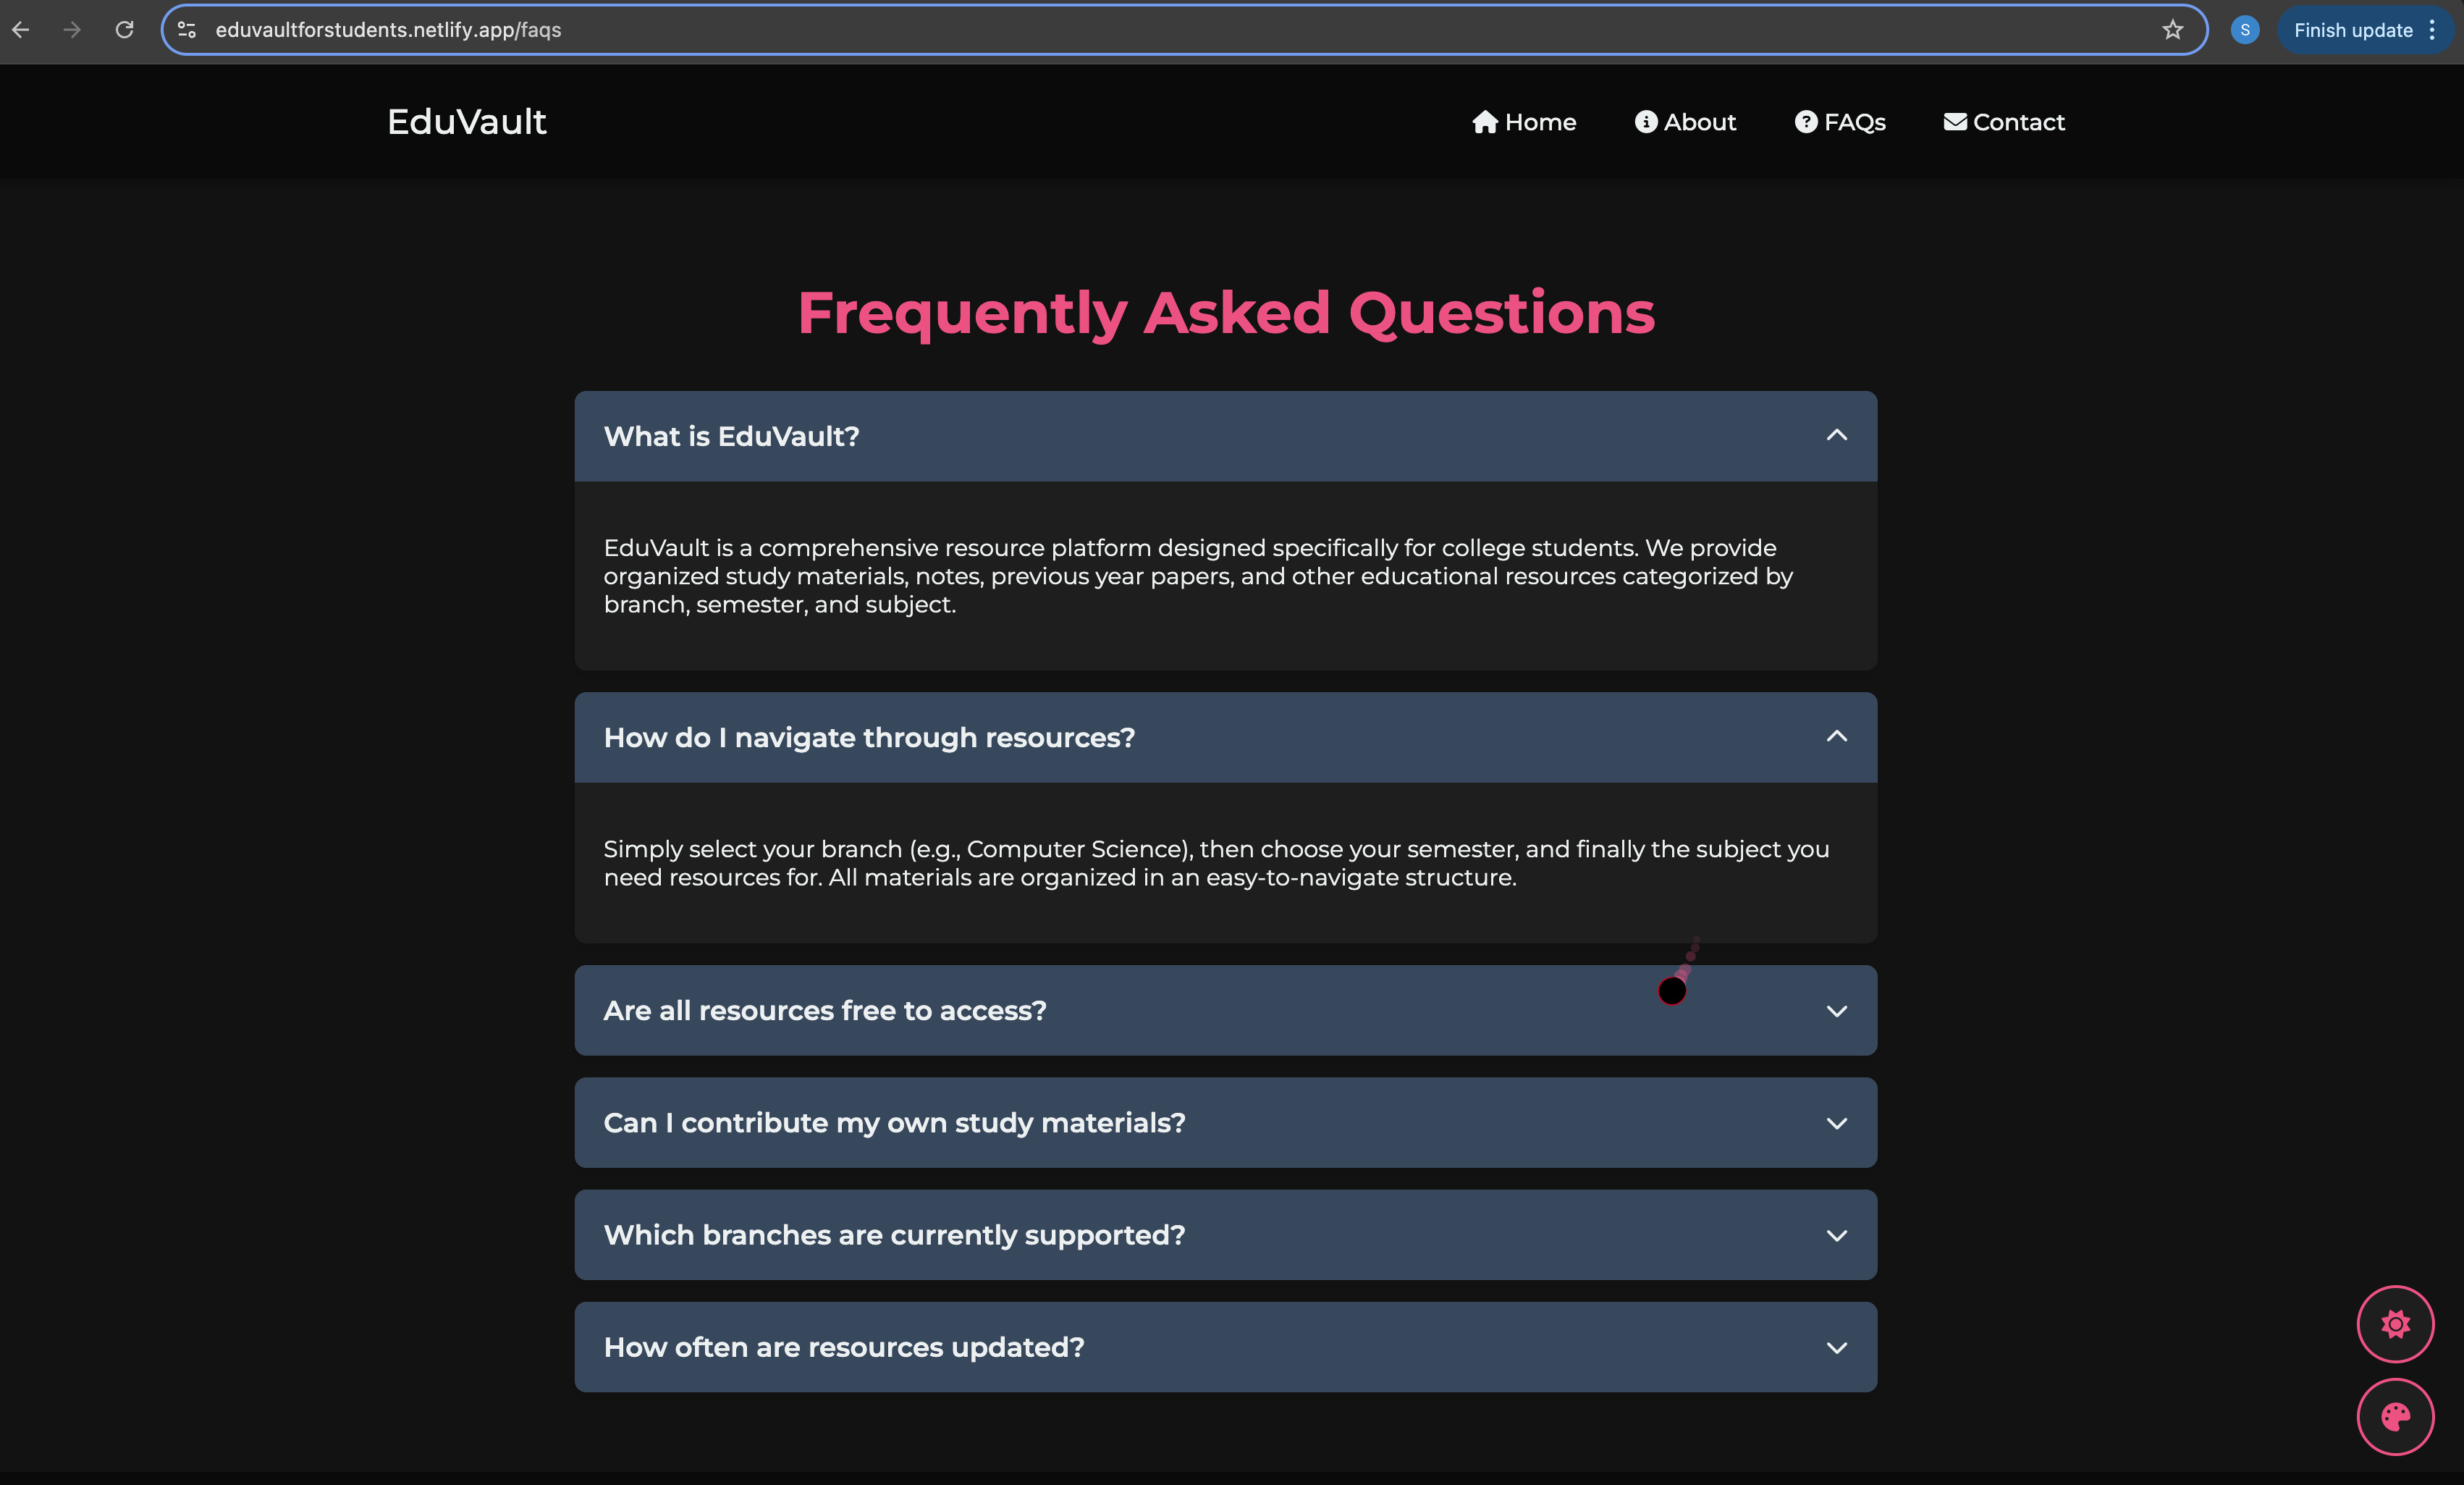 eduvaultforstudents.netlify.app/faqs
S
Finish update
EduVault
Home
About
FAQs
Contact
Frequently Asked Questions
What is EduVault?
EduVault is a comprehensive resource platform designed specifically for college students. We provide
organized study materials, notes, previous year papers, and other educational resources categorized by
branch, semester, and subject.
How do I navigate through resources?
Simply select your branch (e.g., Computer Science), then choose your semester, and finally the subject you
need resources for. All materials are organized in an easy-to-navigate structure.
Are all resources free to access?
Can I contribute my own study materials?
Which branches are currently supported?
How often are resources updated?